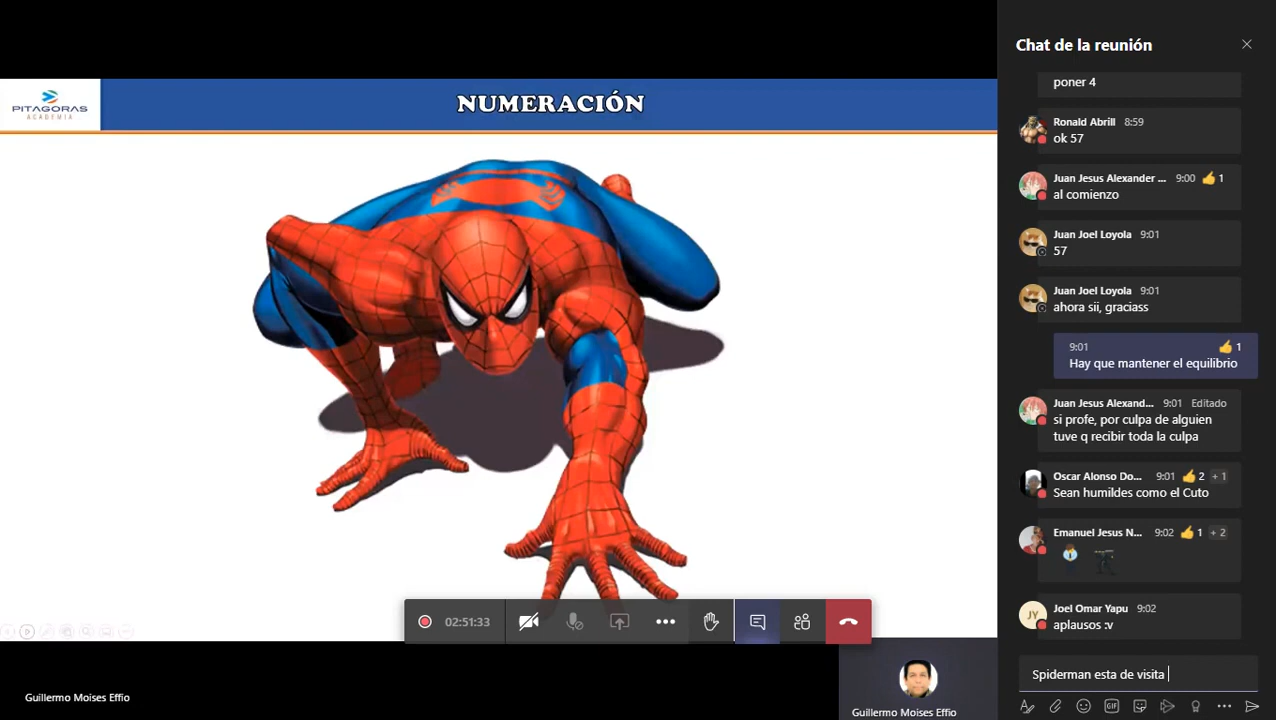 PITAGORAS
ACADEMIA
NUMERACIÓN
02:51:33
Guillermo Moises Effio
Guillermo Moises Effio
Chat de la reunión
poner 4
Ronald Abrill 8:59
ok 57
Juan Jesus Alexander ... 9:00 1
al comienzo
Juan Joel Loyola 9:01
57
Juan Joel Loyola 9:01
ahora sii, graciass
9:01 1
Hay que mantener el equilibrio
Juan Jesus Alexand... 9:01 Editado
si profe, por culpa de alguien
tuve q recibir toda la culpa
Oscar Alonso Do... 9:01 2 +1
Sean humildes como el Cuto
Emanuel Jesus N... 9:02 1 +2
JY
Joel Omar Yapu 9:02
aplausos :v
Spiderman esta de visita
GIF